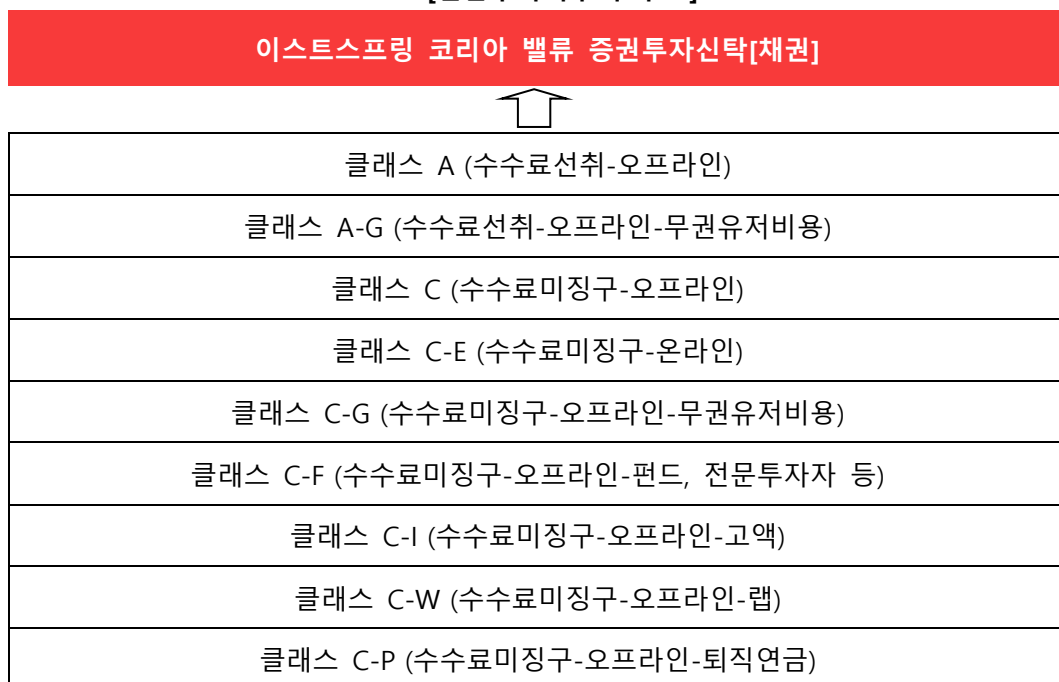 이스트스프링 코리아 밸류 증권투자신탁[채권]
클래스 A (수수료선취-오프라인)
클래스 A-G (수수료선취-오프라인-무권유저비용)
클래스 C (수수료미징구-오프라인)
클래스 C-E (수수료미징구-온라인)
클래스 C-G (수수료미징구-오프라인-무권유저비용)
클래스 C-F (수수료미징구-오프라인-펀드, 전문투자자 등)
클래스 C-I (수수료미징구-오프라인-고액)
클래스 C-W (수수료미징구-오프라인-랩)
클래스 C-P (수수료미징구-오프라인-퇴직연금)